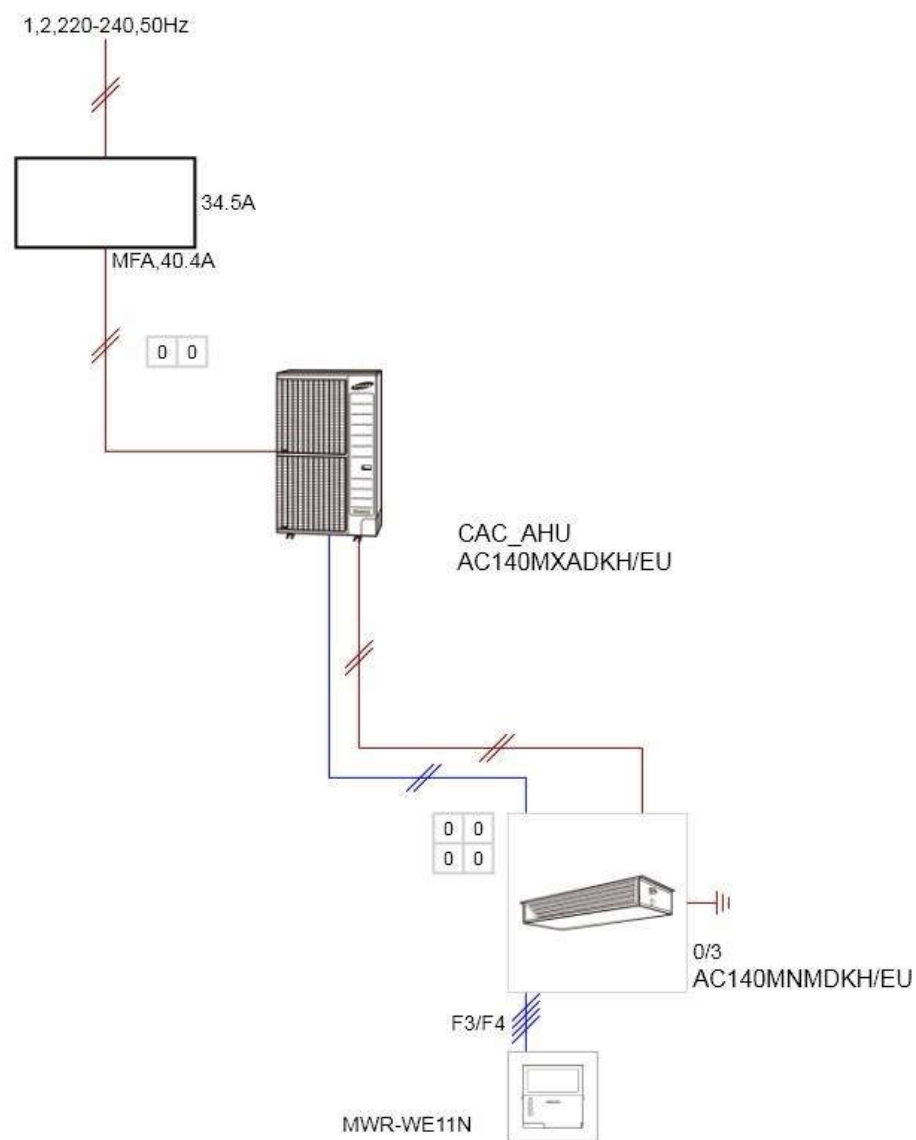 1,2,220-240,50Hz
34.5A
MFA,40.4A
0 0
CAC_AHU
AC140MXADKH/EU
0 0
0 0
0/3
AC140MNMDKH/EU
F3/F4
MWR-WE11N